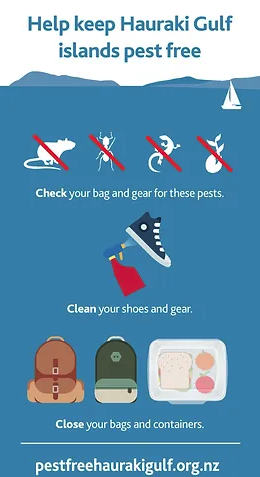 Help keep Hauraki Gulf
islands pest free
Check your bag and gear for these pests.
Clean your shoes and gear.
Close your bags and containers.
pestfreehaurakigulf.org.nz